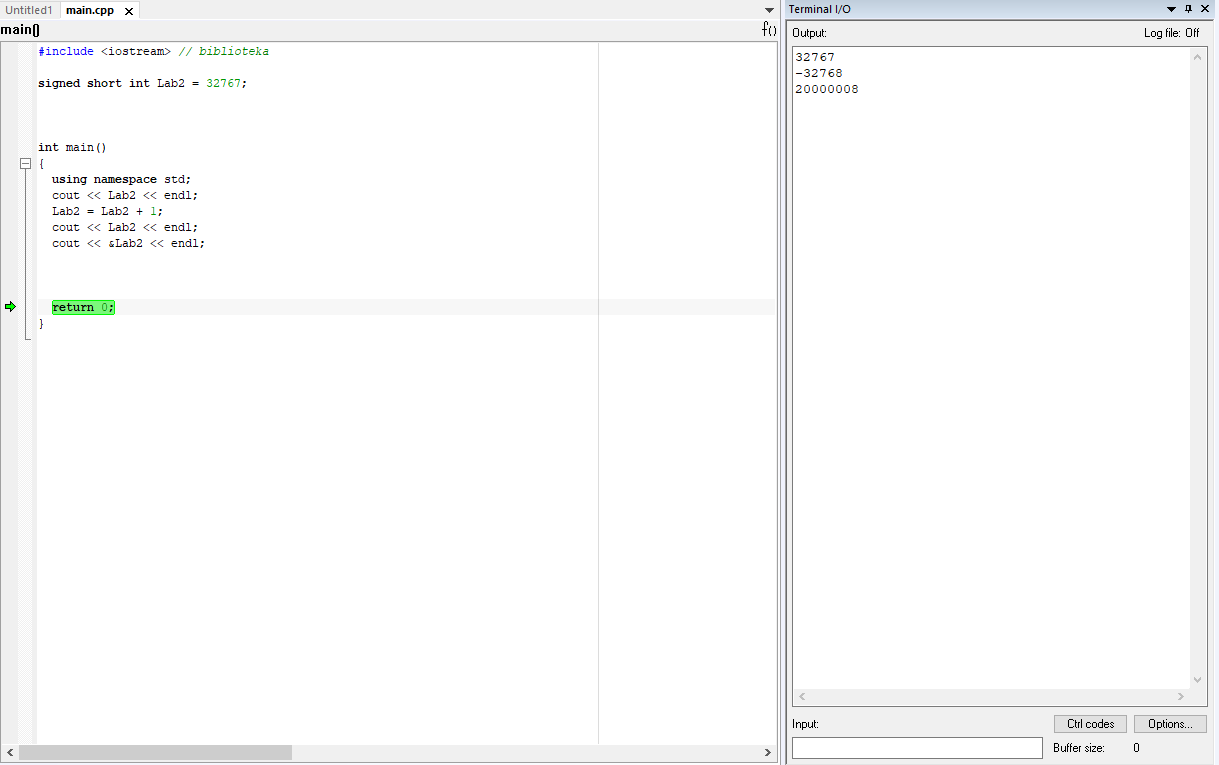 Untitled1 main.cpp x
main()
f()
#include <iostream> // biblioteka
signed short int Lab2 = 32767;
int main()
{
using namespace std;
cout << Lab2 << endl;
Lab2 = Lab2 + 1;
cout << Lab2 << endl;
cout << &Lab2 << endl;
return 0;
}
Terminal I/O
Output: Log file: Off
32767
-32768
20000008
Input: Ctrl codes Options...
Buffer size: 0